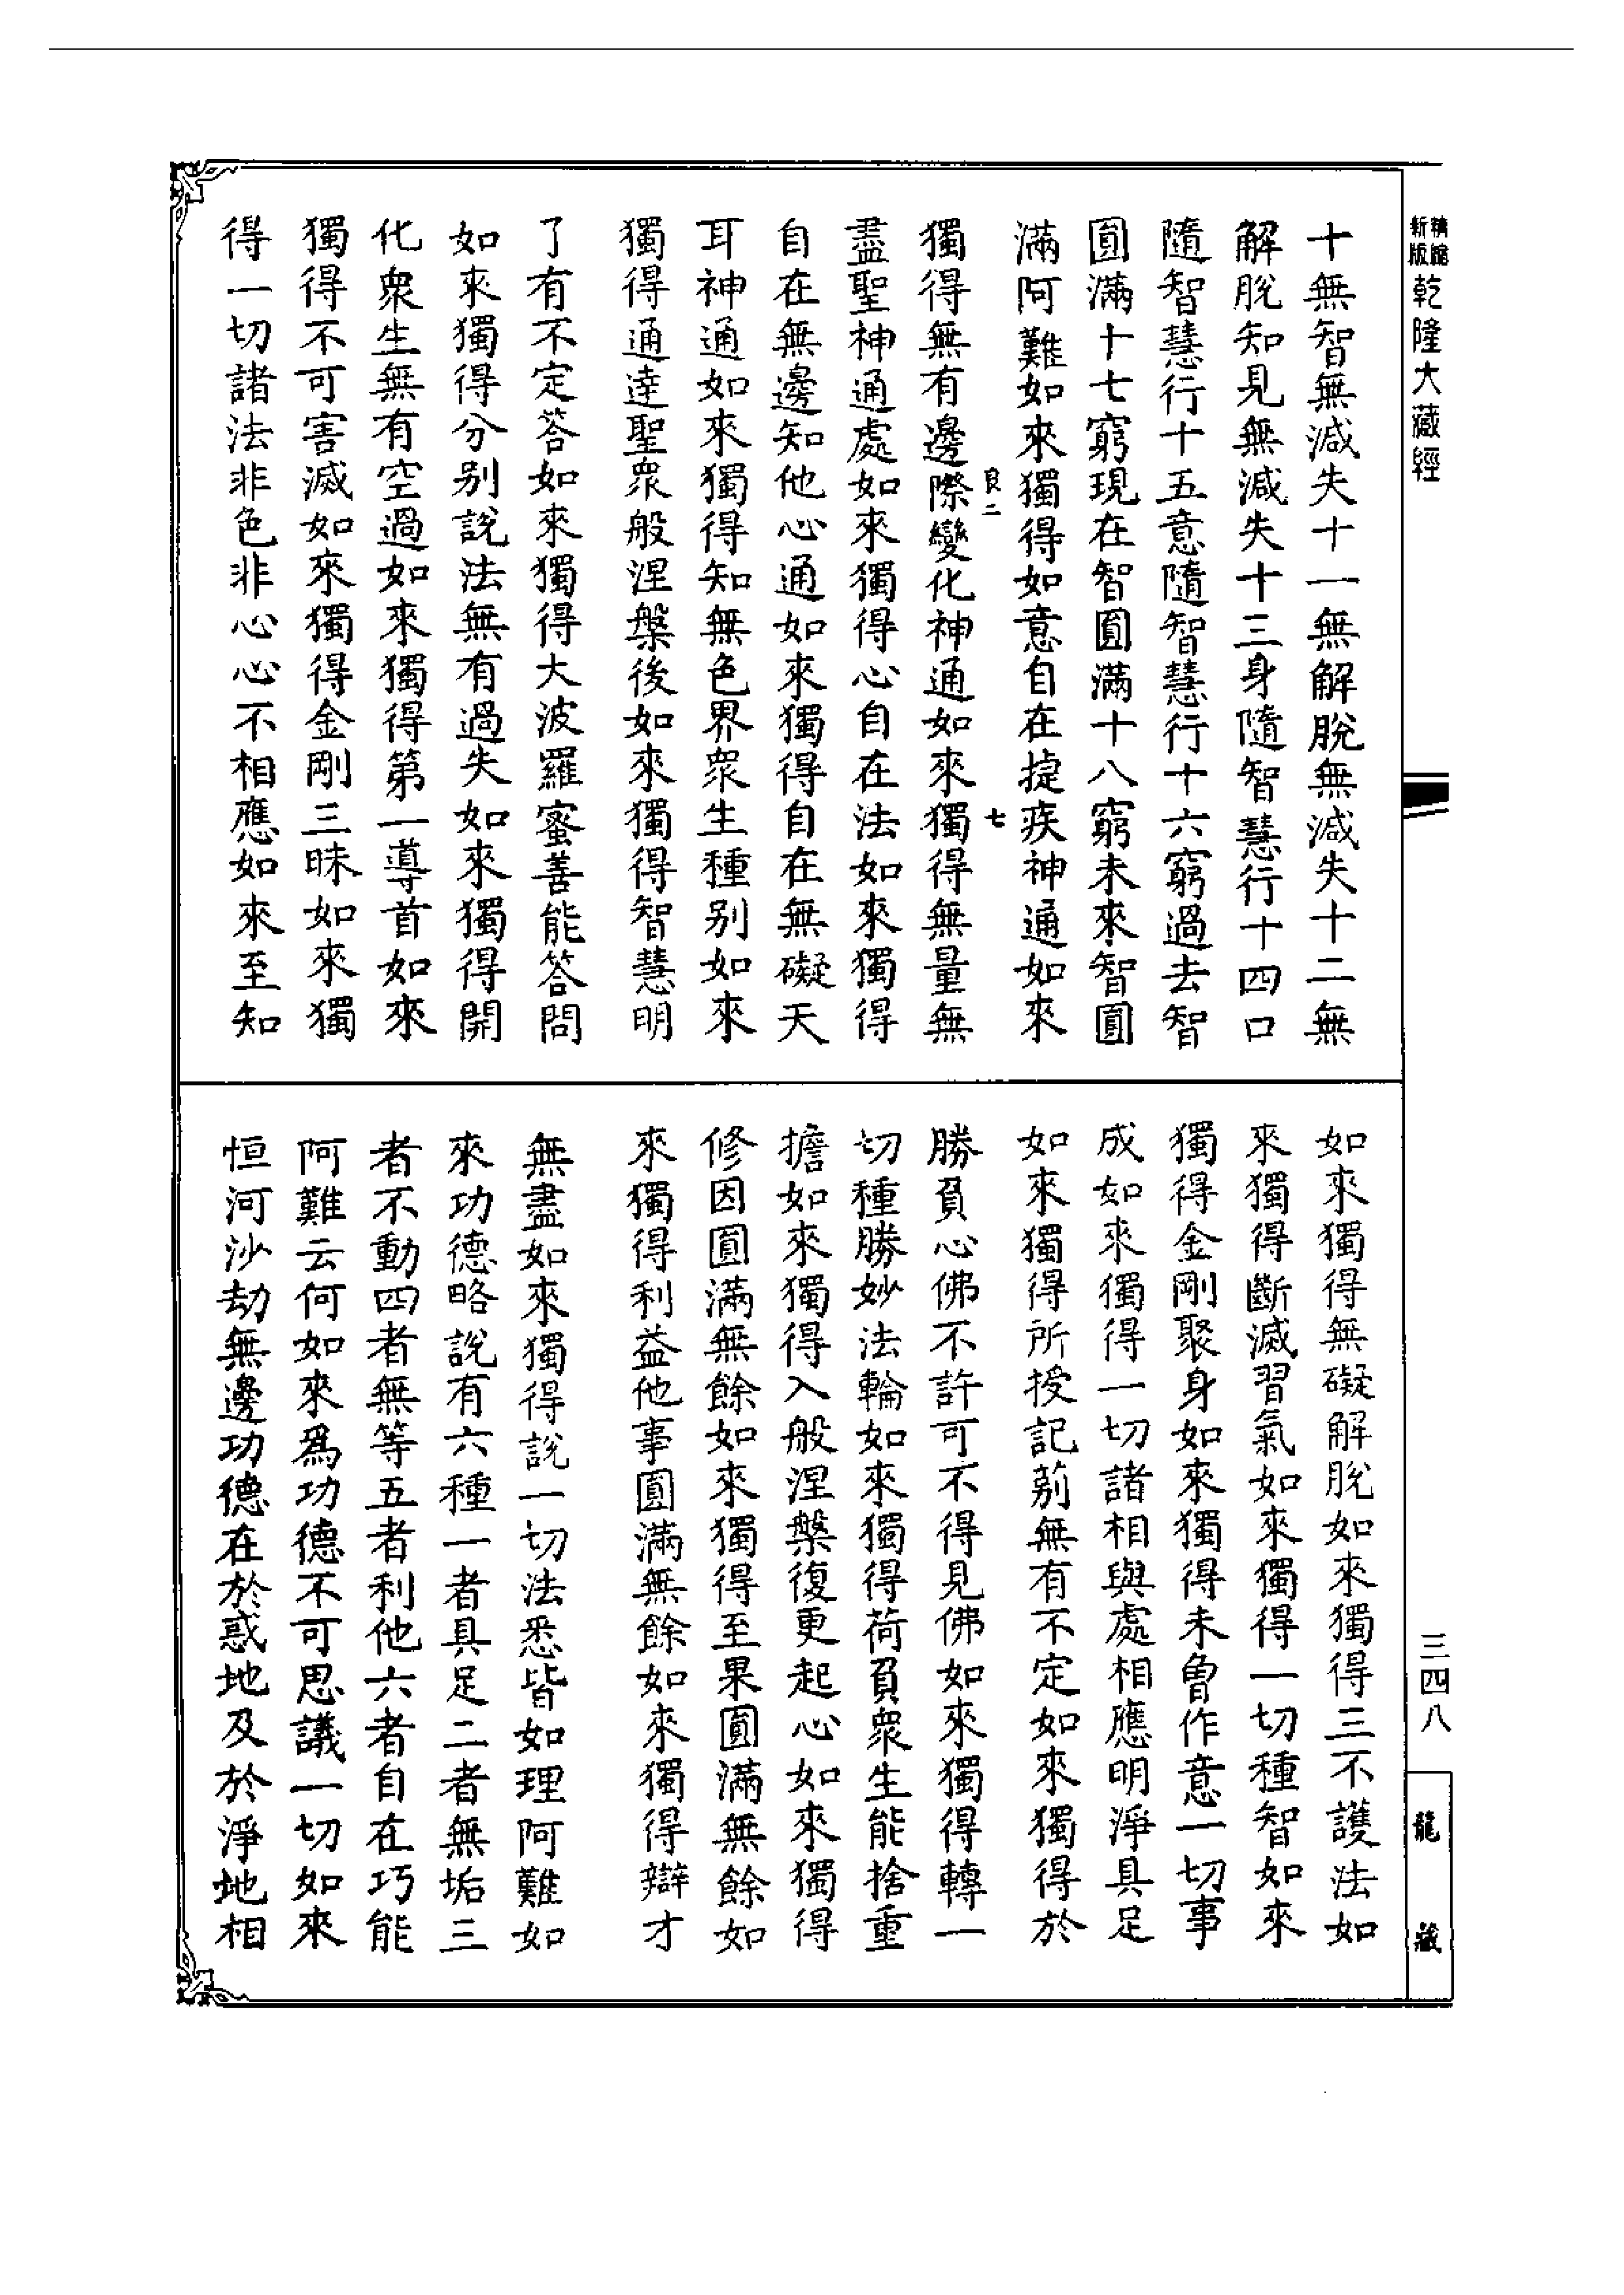 精縮新版乾隆大藏經
十無智無減失十一無解脫無減失十二無
解脫知見無減失十三身隨智慧行十四口
隨智慧行十五意隨智慧行十六窮過去智
圓滿十七窮現在智圓滿十八窮未來智圓
滿阿難如來獨得如意自在捷疾神通如來
良二 七
獨得無有邊際變化神通如來獨得無量無
盡聖神通處如來獨得心自在法如來獨得
自在無邊知他心通如來獨得自在無礙天
耳神通如來獨得知無色界眾生種別如來
獨得通達聖眾般涅槃後如來獨得智慧明
了有不定答如來獨得大波羅蜜善能答問
如來獨得分別說法無有過失如來獨得開
化眾生無有空過如來獨得第一導首如來
獨得不可害滅如來獨得金剛三昧如來獨
得一切諸法非色非心心不相應如來至知
如來獨得無礙解脫如來獨得三不護法如
來獨得斷滅習氣如來獨得一切種智如來
獨得金剛聚身如來獨得未曾作意一切事
成如來獨得一切諸相與處相應明淨具足
如來獨得所授記莂無有不定如來獨得於
勝負心佛不許可不得見佛如來獨得轉一
切種勝妙法輪如來獨得荷負眾生能捨重
擔如來獨得入般涅槃復更起心如來獨得
修因圓滿無餘如來獨得至果圓滿無餘如
來獨得利益他事圓滿無餘如來獨得辯才
無盡如來獨得說一切法悉皆如理阿難如
來功德略說有六種一者具足二者無垢三
者不動四者無等五者利他六者自在巧能
阿難云何如來為功德不可思議一切如來
恒河沙劫無邊功德在於惑地及於淨地相
三四八
龍藏